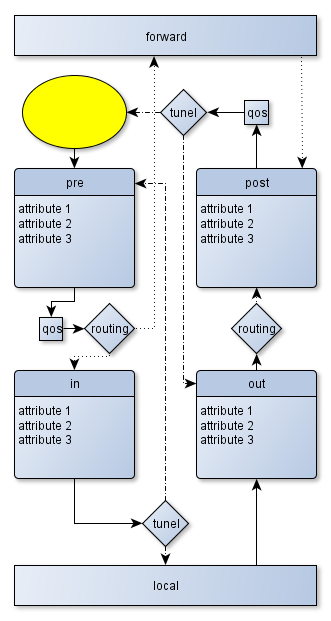 forward
tunel
qos
pre
attribute 1
attribute 2
attribute 3
post
attribute 1
attribute 2
attribute 3
qos
routing
routing
in
attribute 1
attribute 2
attribute 3
out
attribute 1
attribute 2
attribute 3
tunel
local